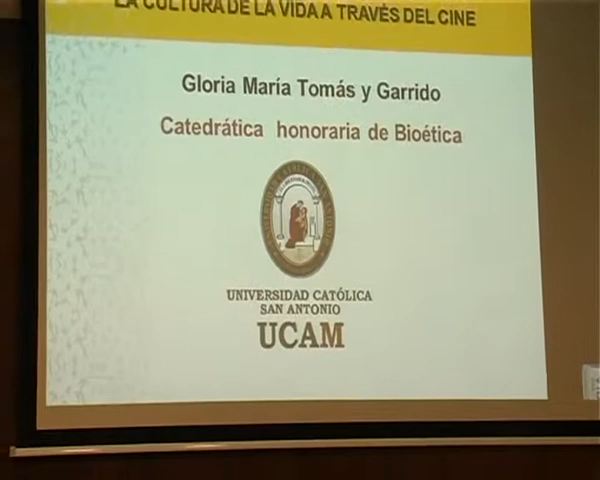 LA CULTURA DE LA VIDA A TRAVÉS DEL CINE
Gloria María Tomás y Garrido
Catedrática honoraria de Bioética
UNIVERSIDAD CATÓLICA
SAN ANTONIO
UCAM